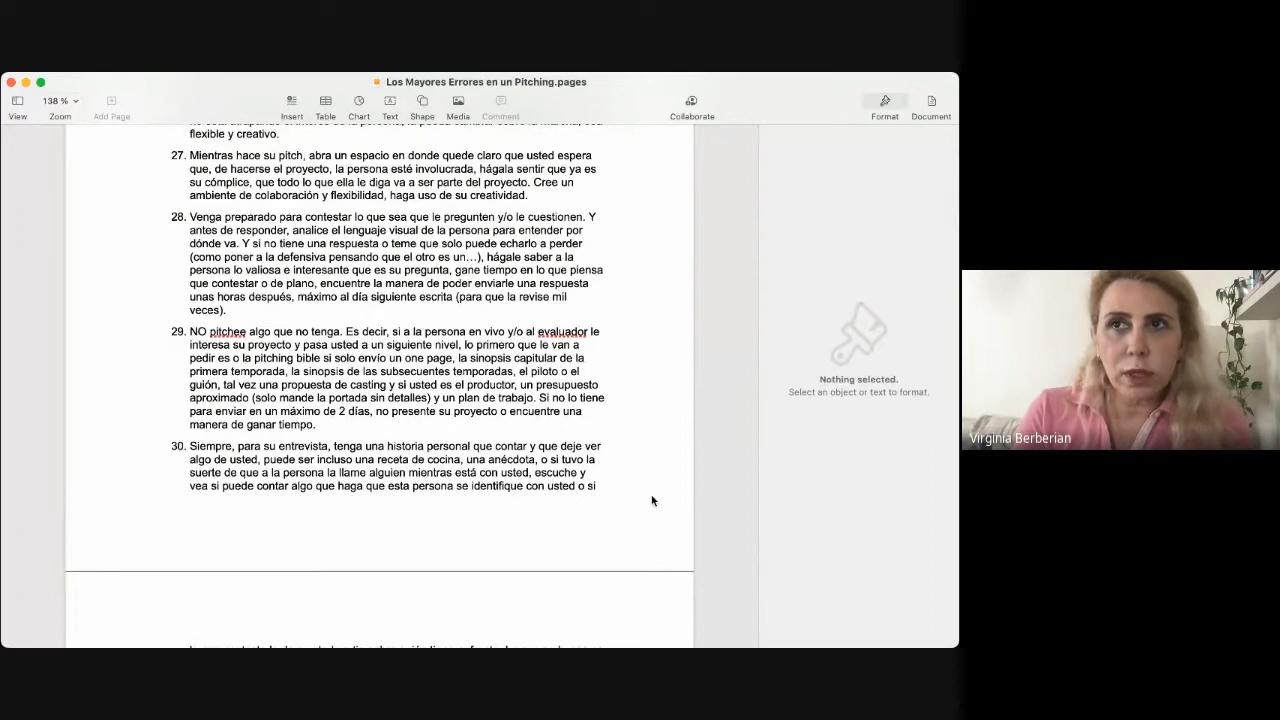 Los Mayores Errores en un Pitching.pages
138 %
View
Zoom
Add Page
Insert
Table
Chart
Text
Shape
Media
Comment
Collaborate
Format
Document
flexible y creativo.
27. Mientras hace su pitch, abra un espacio en donde quede claro que usted espera
que, de hacerse el proyecto, la persona esté involucrada, hágala sentir que ya es
su cómplice, que todo lo que ella le diga va a ser parte del proyecto. Cree un
ambiente de colaboración y flexibilidad, haga uso de su creatividad.
28. Venga preparado para contestar lo que sea que le pregunten y/o le cuestionen. Y
antes de responder, analice el lenguaje visual de la persona para entender por
dónde va. Y si no tiene una respuesta o teme que solo puede echarlo a perder
(como poner a la defensiva pensando que el otro es un…), hágale saber a la
persona lo valiosa e interesante que es su pregunta, gane tiempo en lo que piensa
que contestar o de plano, encuentre la manera de poder enviarle una respuesta
unas horas después, máximo al día siguiente escrita (para que la revise mil
veces).
29. NO pitchee algo que no tenga. Es decir, si a la persona en vivo y/o al evaluador le
interesa su proyecto y pasa usted a un siguiente nivel, lo primero que le van a
pedir es o la pitching bible si solo envío un one page, la sinopsis capitular de la
primera temporada, la sinopsis de las subsecuentes temporadas, el piloto o el
guión, tal vez una propuesta de casting y si usted es el productor, un presupuesto
aproximado (solo mande la portada sin detalles) y un plan de trabajo. Si no lo tiene
para enviar en un máximo de 2 días, no presente su proyecto o encuentre una
manera de ganar tiempo.
30. Siempre, para su entrevista, tenga una historia personal que contar y que deje ver
algo de usted, puede ser incluso una receta de cocina, una anécdota, o si tuvo la
suerte de que a la persona la llame alguien mientras está con usted, escuche y
vea si puede contar algo que haga que esta persona se identifique con usted o si
Nothing selected.
Select an object or text to format.
Virginia Berberian